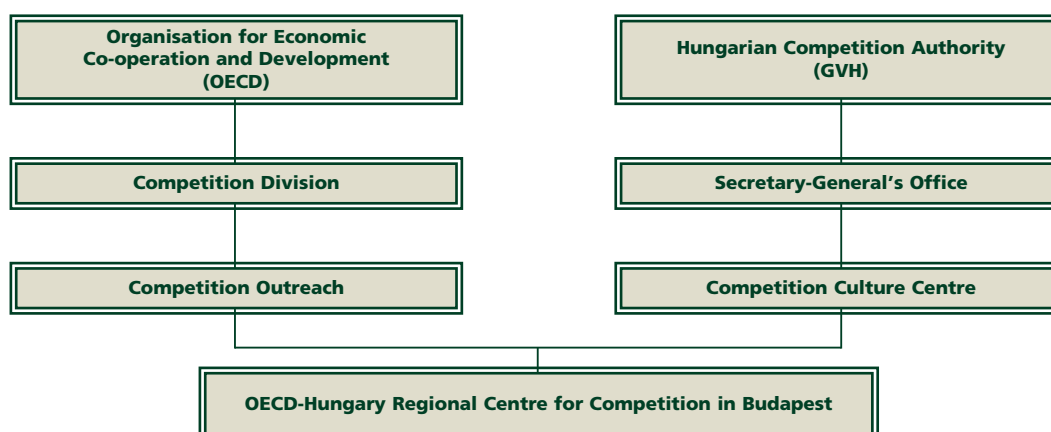 Organisation for Economic
Co-operation and Development
(OECD)
Hungarian Competition Authority
(GVH)
Competition Division
Secretary-General’s Office
Competition Outreach
Competition Culture Centre
OECD-Hungary Regional Centre for Competition in Budapest